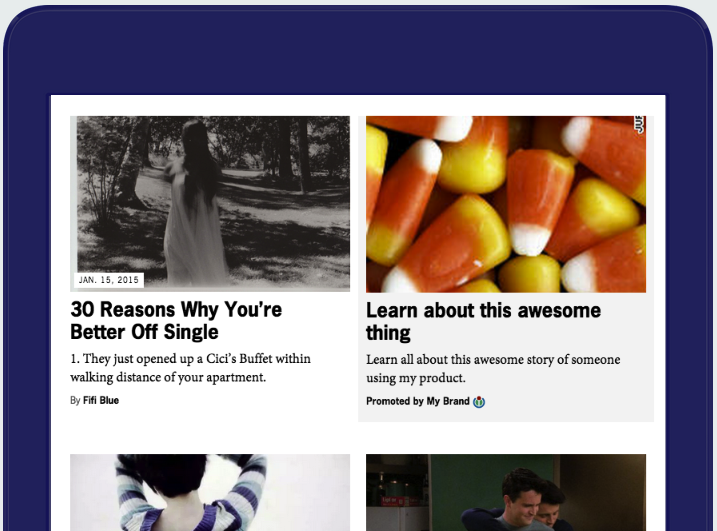 JAN. 15, 2015
30 Reasons Why You're
Better Off Single
1. They just opened up a Cici's Buffet within
walking distance of your apartment.
By Fifi Blue
Learn about this awesome
thing
Learn all about this awesome story of someone
using my product.
Promoted by My Brand